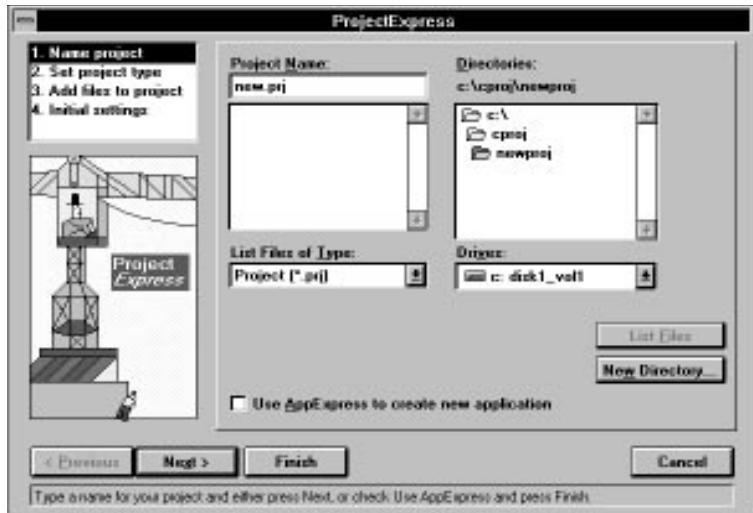 ProjectExpress
1. Name project
2. Set project type
3. Add files to project
4. Initial settings
Project Express
Project Name:
new.prj
List Files of Type:
Project (*.prj)
Directories:
c:\cproj\newproj
c:\
cproj
newproj
Drives:
c: disk1_vol1
List Files
New Directory...
Use AppExpress to create new application
< Previous
Next >
Finish
Cancel
Type a name for your project and either press Next, or check Use AppExpress and press Finish.